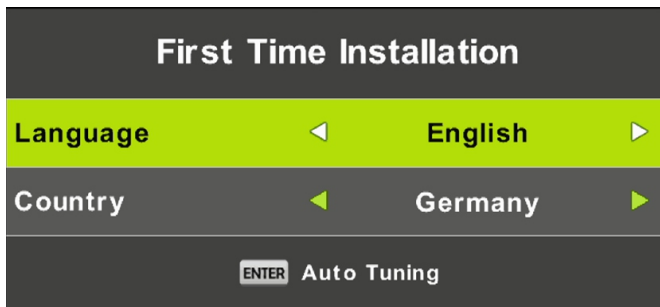 First Time Installation
Language English
Country Germany
ENTER Auto Tuning